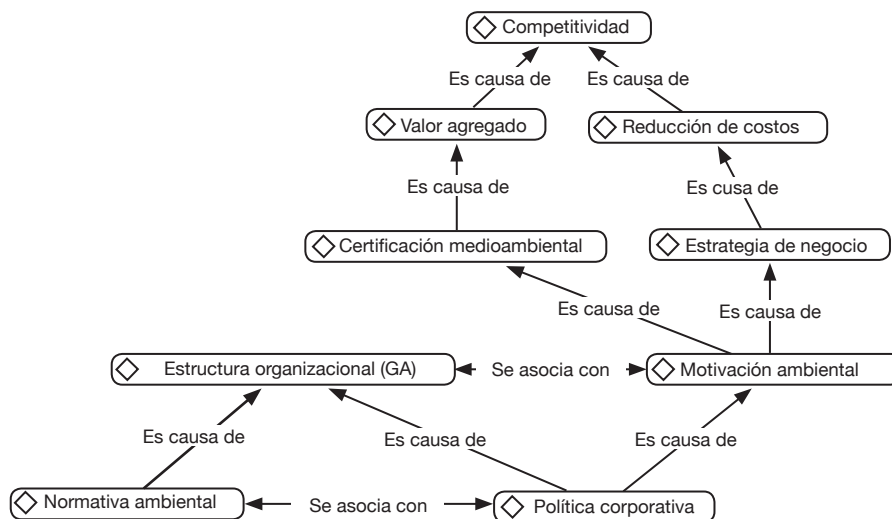 Competitividad
Es causa de
Es causa de
Valor agregado
Reducción de costos
Es causa de
Es cusa de
Certificación medioambiental
Estrategia de negocio
Es causa de
Es causa de
Estructura organizacional (GA)
Se asocia con
Motivación ambiental
Es causa de
Es causa de
Es causa de
Normativa ambiental
Se asocia con
Política corporativa